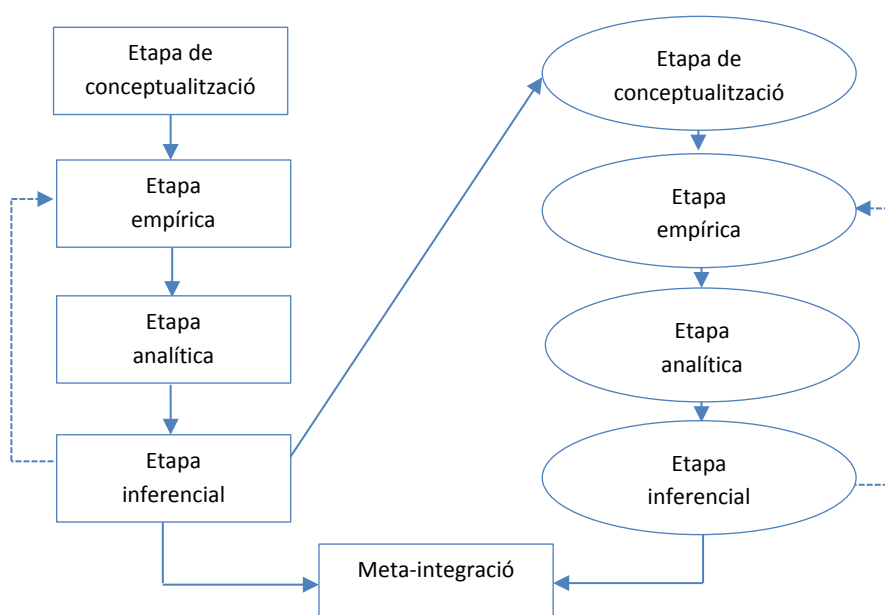 Etapa de
conceptualització
Etapa
empírica
Etapa
analítica
Etapa
inferencial
Etapa de
conceptualització
Etapa
empírica
Etapa
analítica
Etapa
inferencial
Meta-integració